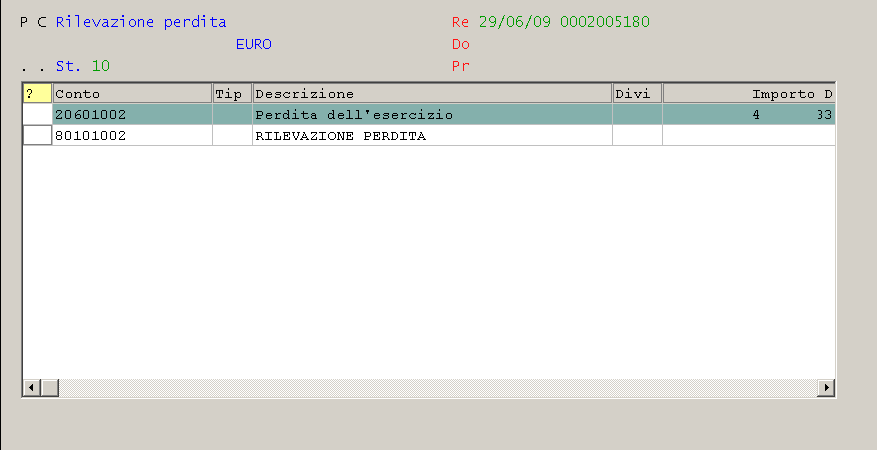 P C Rilevazione perdita Re 29/06/09 0002005180
EURO Do
. . St. 10 Pr
? Conto Tip Descrizione Divi Importo D
20601002 Perdita dell'esercizio 4 33
80101002 RILEVAZIONE PERDITA